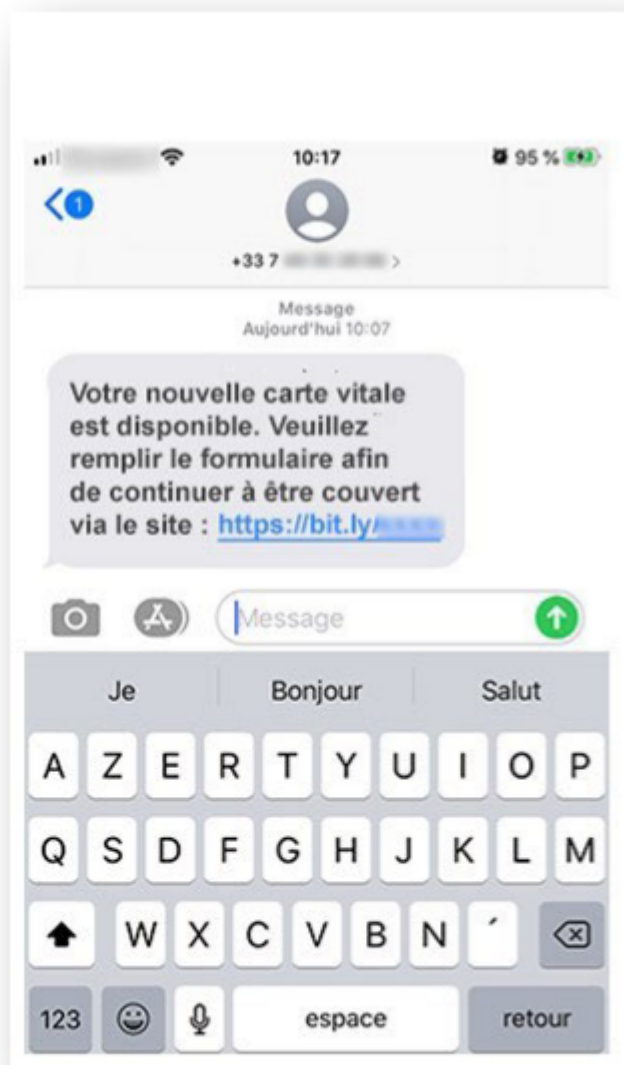 10:17
95 %
1
+33 7
Message
Aujourd'hui 10:07
Votre nouvelle carte vitale
est disponible. Veuillez
remplir le formulaire afin
de continuer à être couvert
via le site : https://bit.ly/
Message
Je Bonjour Salut
A Z E R T Y U I O P
Q S D F G H J K L M
W X C V B N ´
123 espace retour